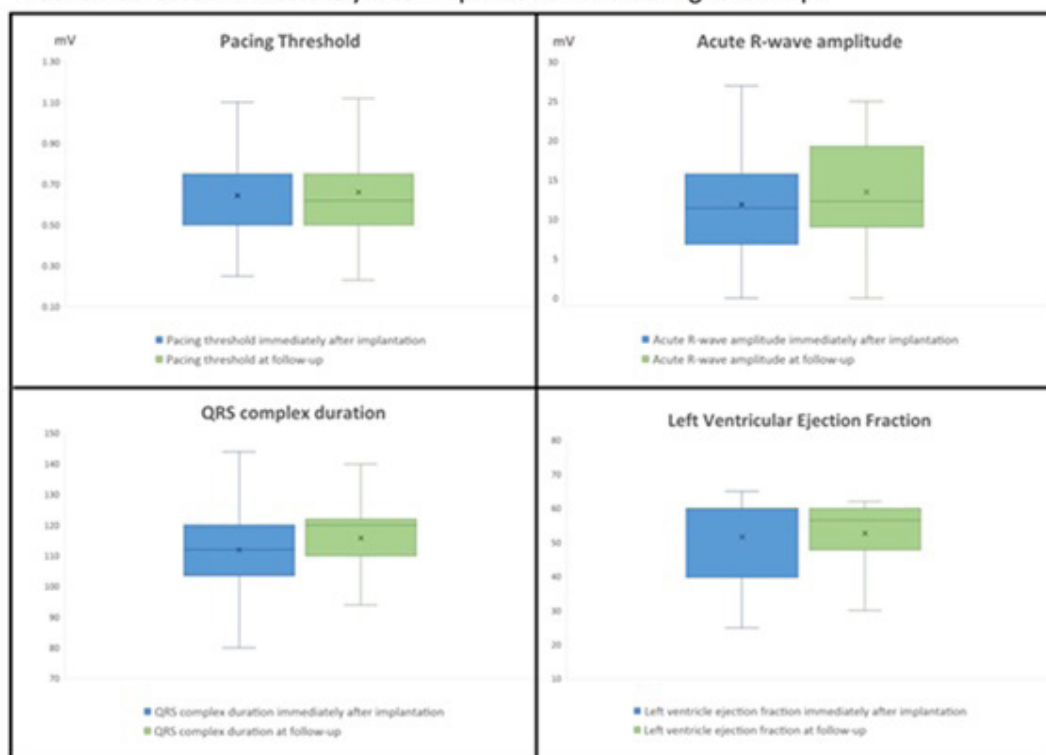 mV
Pacing Threshold
1.30
1.10
0.90
0.70
0.50
0.30
0.10
Pacing threshold immediately after implantation
Pacing threshold at follow-up
mV
Acute R-wave amplitude
30
25
20
15
10
5
0
Acute R-wave amplitude immediately after implantation
Acute R-wave amplitude at follow-up
QRS complex duration
150
140
130
120
110
100
90
80
70
QRS complex duration immediately after implantation
QRS complex duration at follow-up
Left Ventricular Ejection Fraction
80
70
60
50
40
30
20
10
Left ventricle ejection fraction immediately after implantation
Left ventricle ejection fraction at follow-up